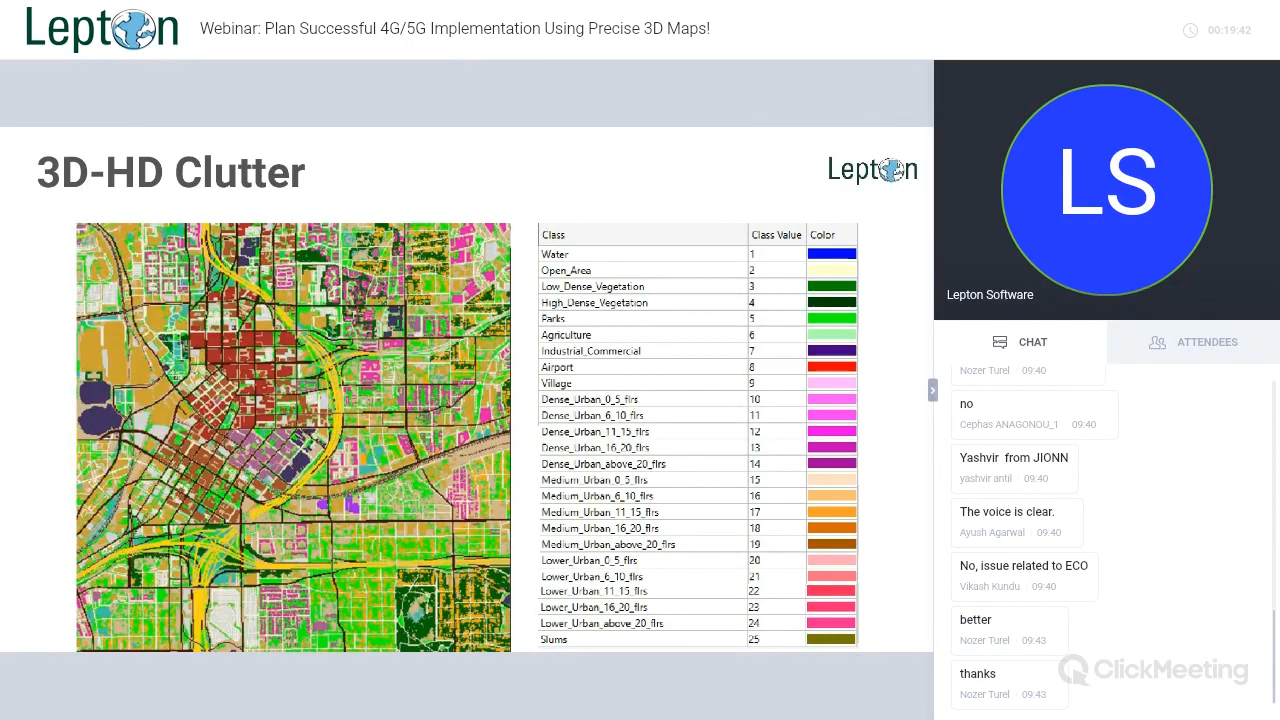 Lepton
Webinar: Plan Successful 4G/5G Implementation Using Precise 3D Maps!
00:19:42
3D-HD Clutter
Lepton
Class Class Value Color
Water 1
Open_Area 2
Low_Dense_Vegetation 3
High_Dense_Vegetation 4
Parks 5
Agriculture 6
Industrial_Commercial 7
Airport 8
Village 9
Dense_Urban_0_5_flrs 10
Dense_Urban_6_10_flrs 11
Dense_Urban_11_15_flrs 12
Dense_Urban_16_20_flrs 13
Dense_Urban_above_20_flrs 14
Medium_Urban_0_5_flrs 15
Medium_Urban_6_10_flrs 16
Medium_Urban_11_15_flrs 17
Medium_Urban_16_20_flrs 18
Medium_Urban_above_20_flrs 19
Lower_Urban_0_5_flrs 20
Lower_Urban_6_10_flrs 21
Lower_Urban_11_15_flrs 22
Lower_Urban_16_20_flrs 23
Lower_Urban_above_20_flrs 24
Slums 25
LS
Lepton Software
CHAT ATTENDEES
Nozer Turel 09:40
no
Cephas ANAGONOU_1 09:40
Yashvir from JIONN
yashvir antil 09:40
The voice is clear.
Ayush Agarwal 09:40
No, issue related to ECO
Vikash Kundu 09:40
better
Nozer Turel 09:43
thanks
Nozer Turel 09:43
ClickMeeting